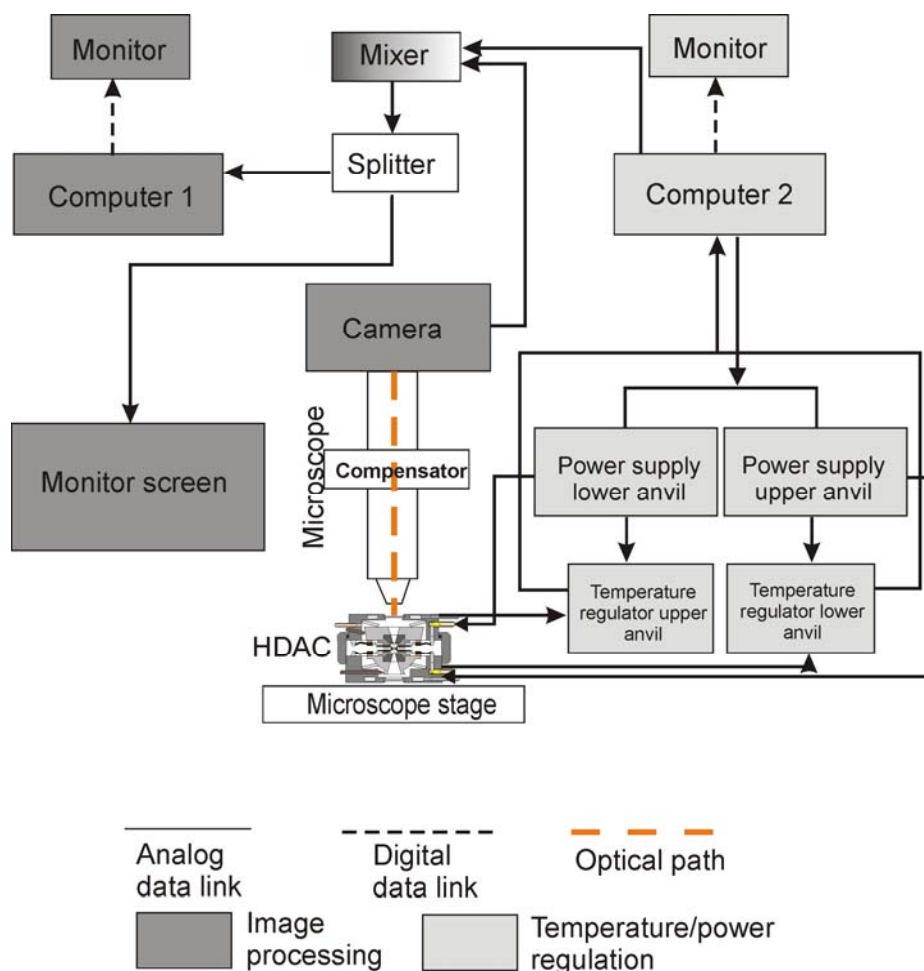 Monitor
Mixer
Monitor
Splitter
Computer 1
Computer 2
Camera
Microscope
Compensator
Monitor screen
Power supply
lower anvil
Power supply
upper anvil
Temperature
regulator upper
anvil
Temperature
regulator lower
anvil
HDAC
Microscope stage
Analog
data link
Digital
data link
Optical path
Image
processing
Temperature/power
regulation